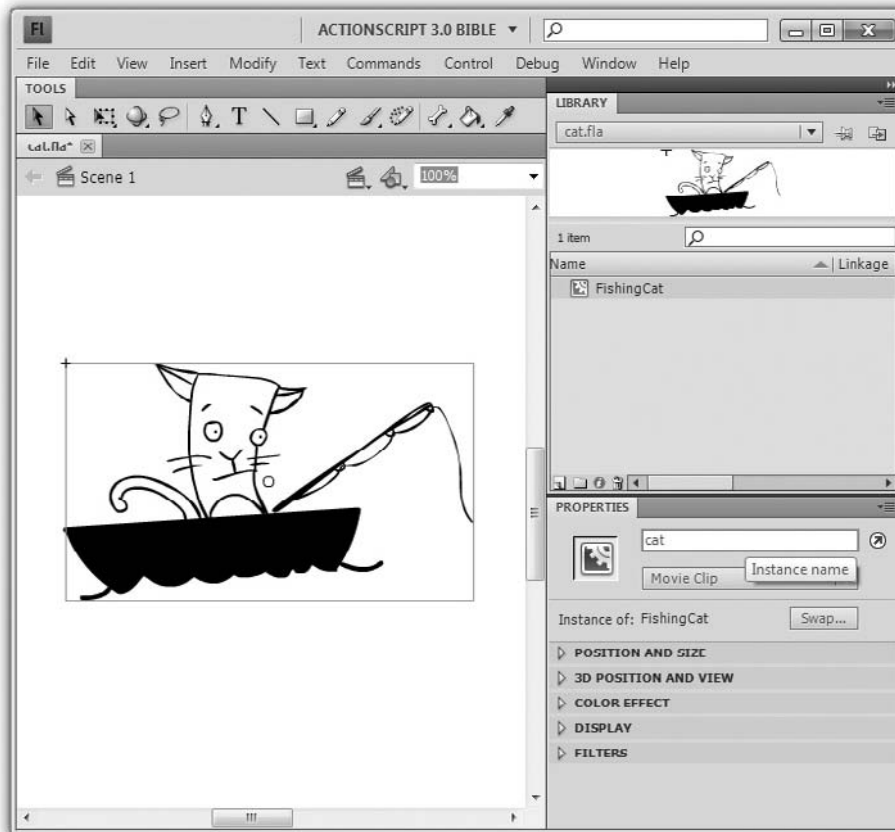 Fl
ACTIONSCRIPT 3.0 BIBLE
File Edit View Insert Modify Text Commands Control Debug Window Help
TOOLS
T
cat.fla*
Scene 1
100%
LIBRARY
cat.fla
1 item
Name Linkage
FishingCat
PROPERTIES
cat
Instance name
Movie Clip
Instance of: FishingCat Swap...
POSITION AND SIZE
3D POSITION AND VIEW
COLOR EFFECT
DISPLAY
FILTERS